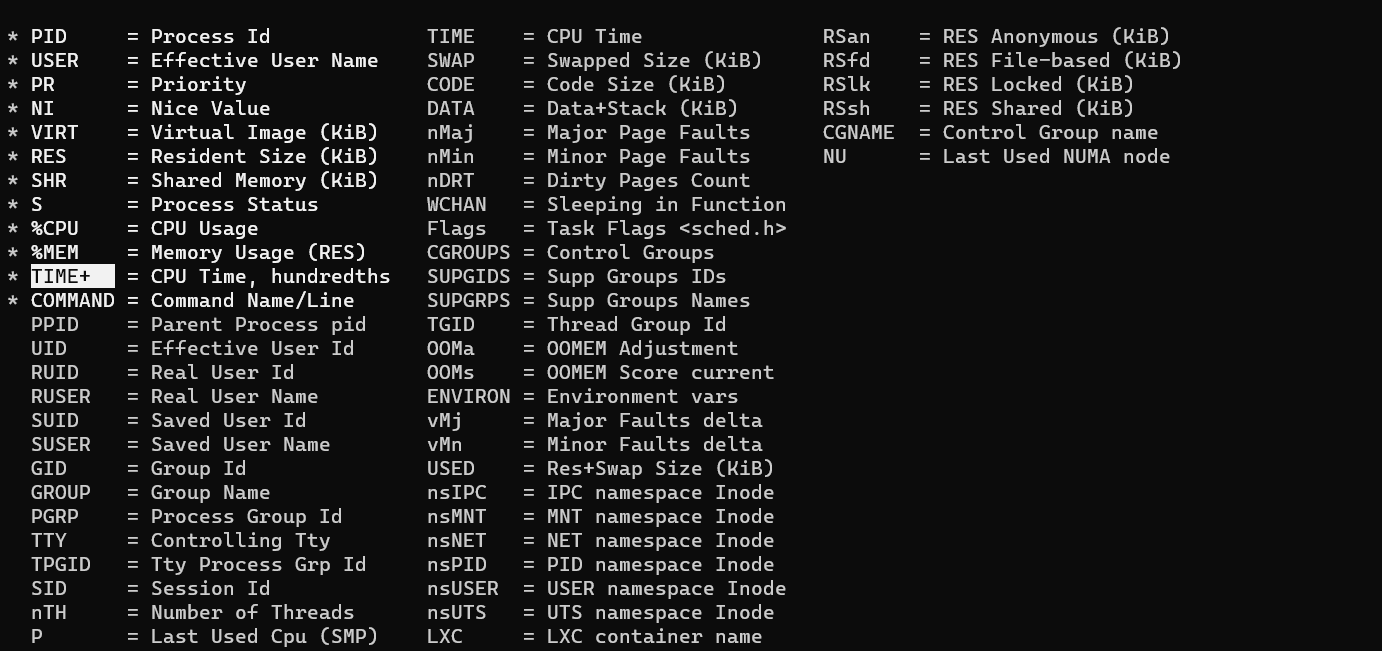 * PID     = Process Id             TIME    = CPU Time               RSan    = RES Anonymous (KiB)
* USER    = Effective User Name    SWAP    = Swapped Size (KiB)     RSfd    = RES File-based (KiB)
* PR      = Priority               CODE    = Code Size (KiB)        RSlk    = RES Locked (KiB)
* NI      = Nice Value             DATA    = Data+Stack (KiB)       RSsh    = RES Shared (KiB)
* VIRT    = Virtual Image (KiB)    nMaj    = Major Page Faults      CGNAME  = Control Group name
* RES     = Resident Size (KiB)    nMin    = Minor Page Faults      NU      = Last Used NUMA node
* SHR     = Shared Memory (KiB)    nDRT    = Dirty Pages Count
* S       = Process Status         WCHAN   = Sleeping in Function
* %CPU    = CPU Usage              Flags   = Task Flags <sched.h>
* %MEM    = Memory Usage (RES)     CGROUPS = Control Groups
* TIME+   = CPU Time, hundredths   SUPGIDS = Supp Groups IDs
* COMMAND = Command Name/Line      SUPGRPS = Supp Groups Names
  PPID    = Parent Process pid     TGID    = Thread Group Id
  UID     = Effective User Id      OOMa    = OOMEM Adjustment
  RUID    = Real User Id           OOMs    = OOMEM Score current
  RUSER   = Real User Name         ENVIRON = Environment vars
  SUID    = Saved User Id          vMj     = Major Faults delta
  SUSER   = Saved User Name        vMn     = Minor Faults delta
  GID     = Group Id               USED    = Res+Swap Size (KiB)
  GROUP   = Group Name             nsIPC   = IPC namespace Inode
  PGRP    = Process Group Id       nsMNT   = MNT namespace Inode
  TTY     = Controlling Tty        nsNET   = NET namespace Inode
  TPGID   = Tty Process Grp Id     nsPID   = PID namespace Inode
  SID     = Session Id             nsUSER  = USER namespace Inode
  nTH     = Number of Threads      nsUTS   = UTS namespace Inode
  P       = Last Used Cpu (SMP)    LXC     = LXC container name